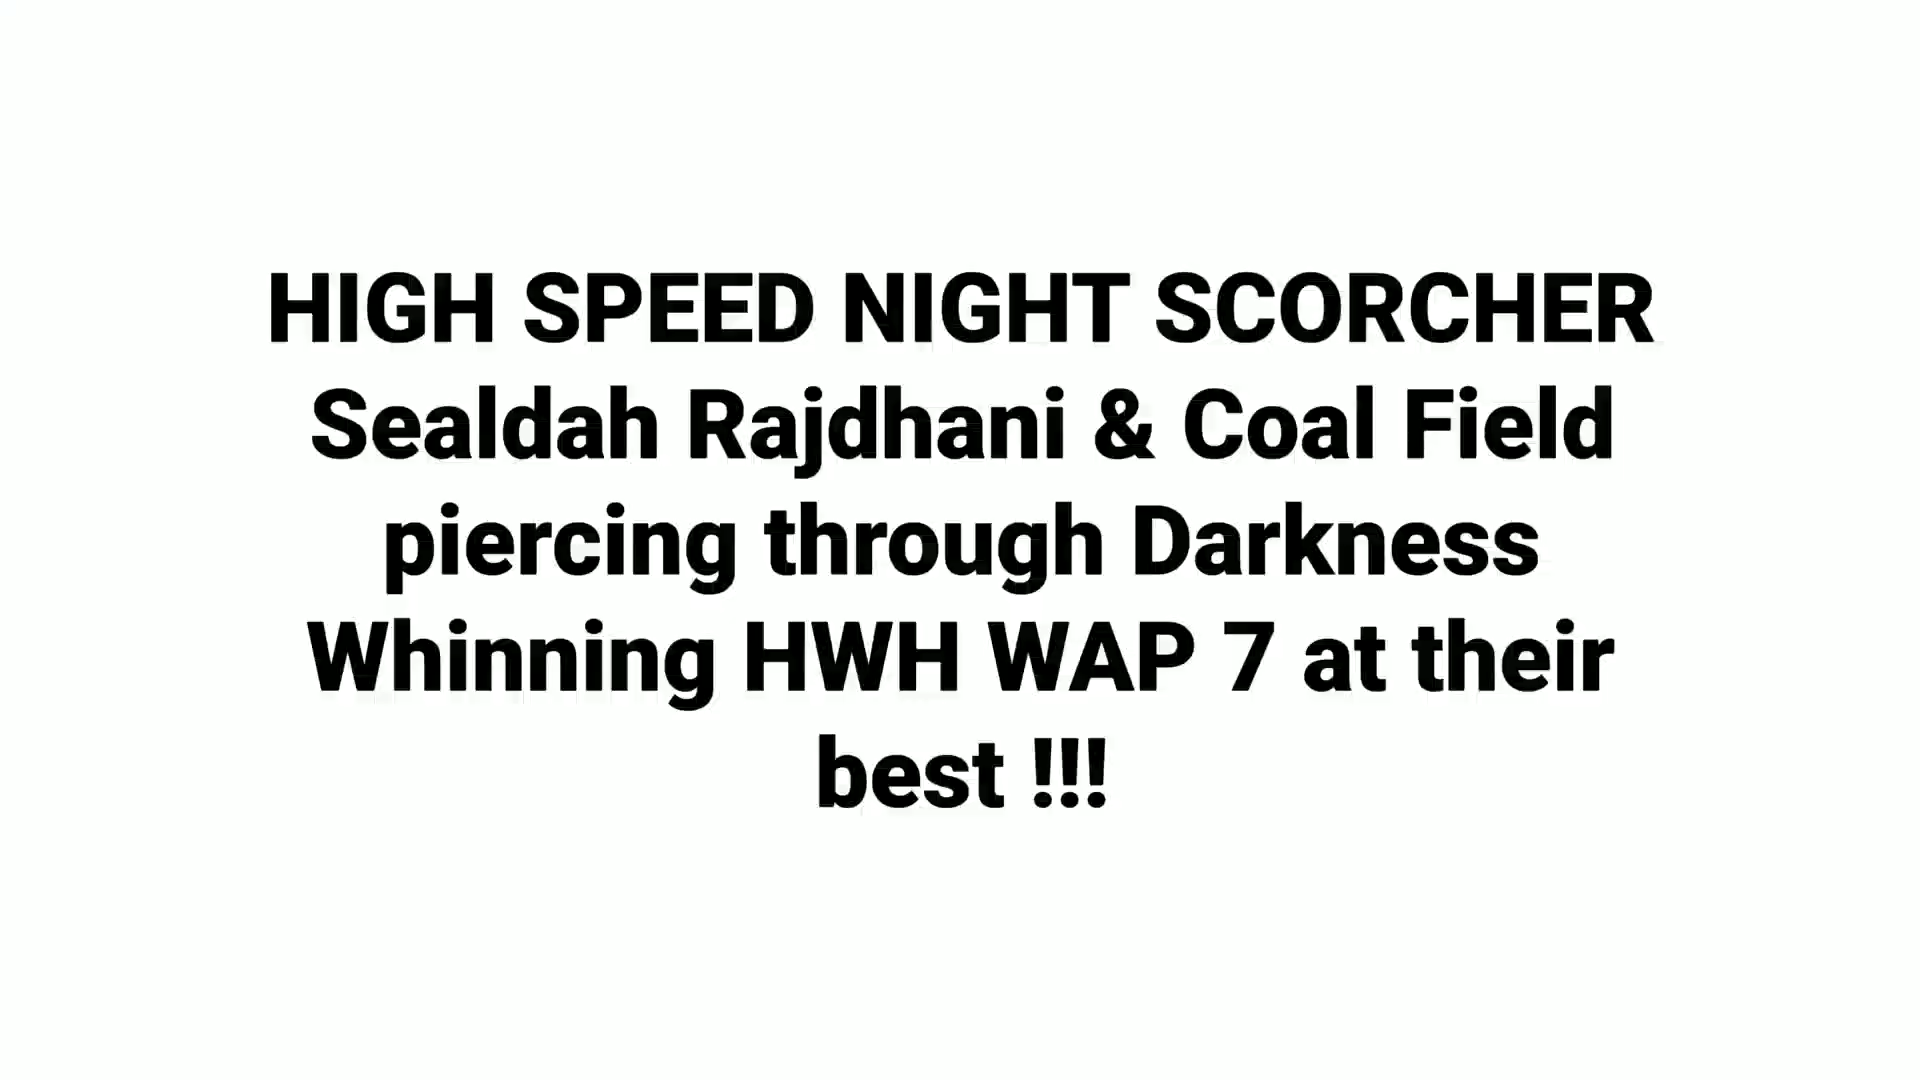 HIGH SPEED NIGHT SCORCHER
Sealdah Rajdhani & Coal Field
piercing through Darkness
Whinning HWH WAP 7 at their
best !!!